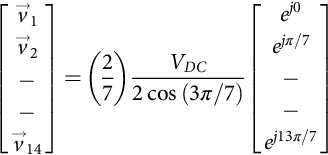 [ν⃗₁
ν⃗₂
−
−
ν⃗₁₄] = (2/7) V_DC / 2 cos (3π/7) [e^{j0}
e^{jπ/7}
−
−
e^{j13π/7}]